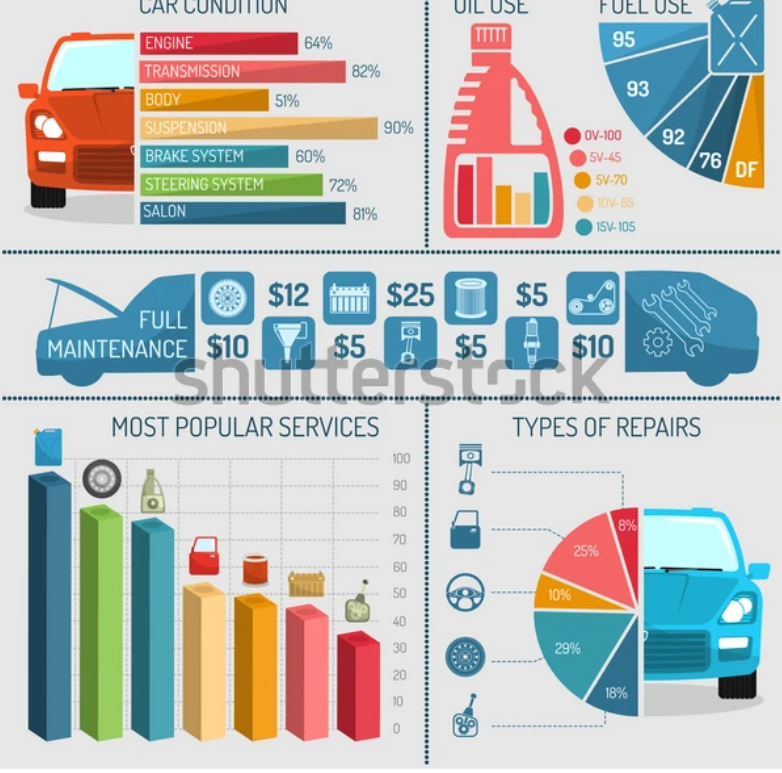 CAR CONDITION
ENGINE 64%
TRANSMISSION 82%
BODY 51%
SUSPENSION 90%
BRAKE SYSTEM 60%
STEERING SYSTEM 72%
SALON 81%
OIL USE
0V-100
5V-45
5V-70
10V-85
15V-105
FUEL USE
95
93
92
76
DF
FULL
MAINTENANCE
$12 $25 $5
$10 $5 $5 $10
shutterstock
MOST POPULAR SERVICES
100
90
80
70
60
50
40
30
20
10
0
TYPES OF REPAIRS
8%
25%
10%
29%
18%